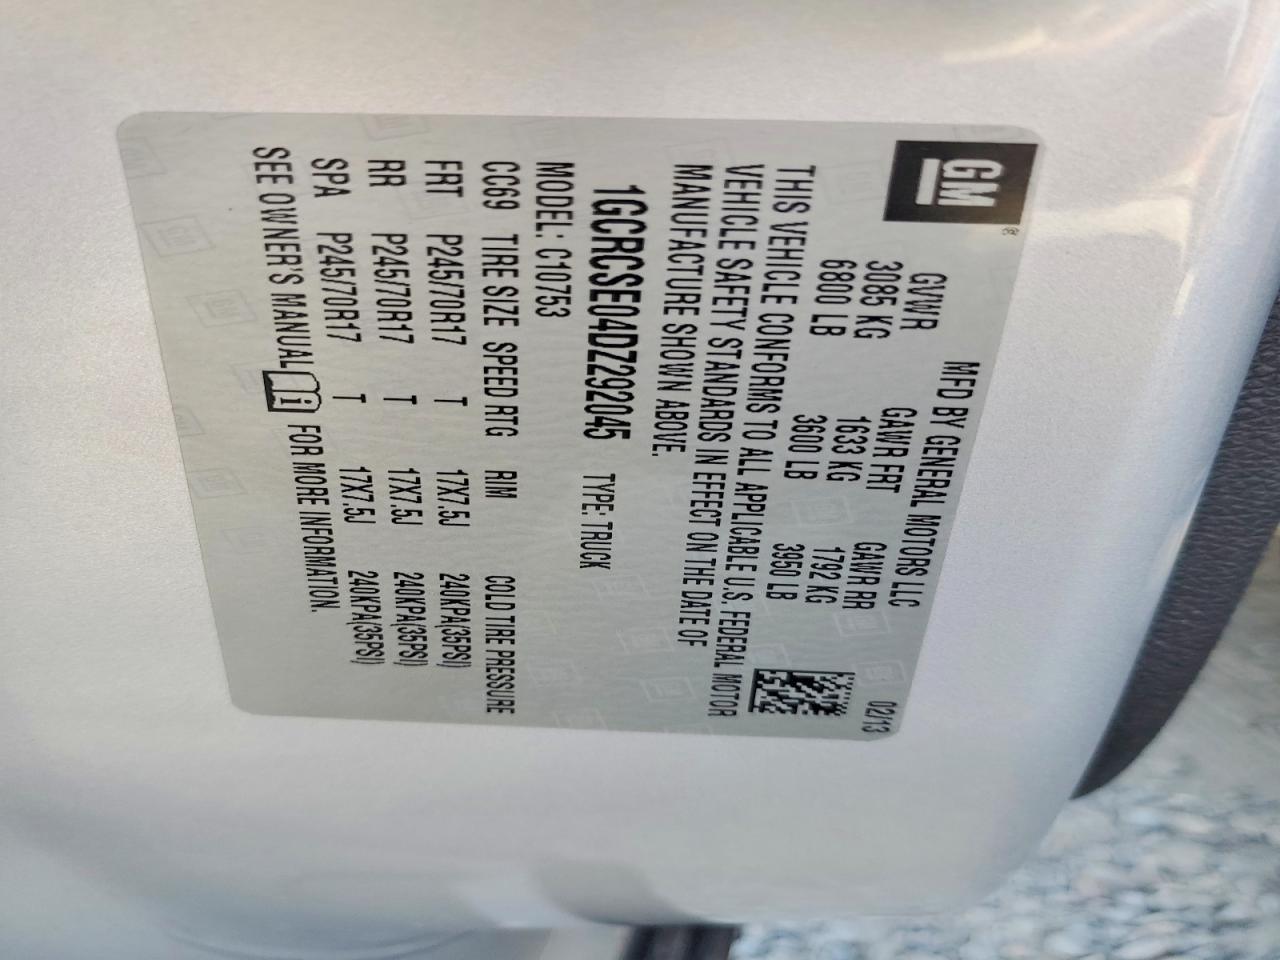 GM®
MFD BY GENERAL MOTORS LLC 02/13
GVWR GAWR FRT GAWR RR
3085 KG 1633 KG 1792 KG
6800 LB 3600 LB 3950 LB
THIS VEHICLE CONFORMS TO ALL APPLICABLE U.S. FEDERAL MOTOR
VEHICLE SAFETY STANDARDS IN EFFECT ON THE DATE OF
MANUFACTURE SHOWN ABOVE.
1GCRCSE04DZ292045 TYPE: TRUCK
MODEL: C10753
CC69 TIRE SIZE SPEED RTG RIM COLD TIRE PRESSURE
FRT P245/70R17 T 17X7.5J 240KPA(35PSI)
RR P245/70R17 T 17X7.5J 240KPA(35PSI)
SPA P245/70R17 T 17X7.5J 240KPA(35PSI)
SEE OWNER'S MANUAL i FOR MORE INFORMATION.